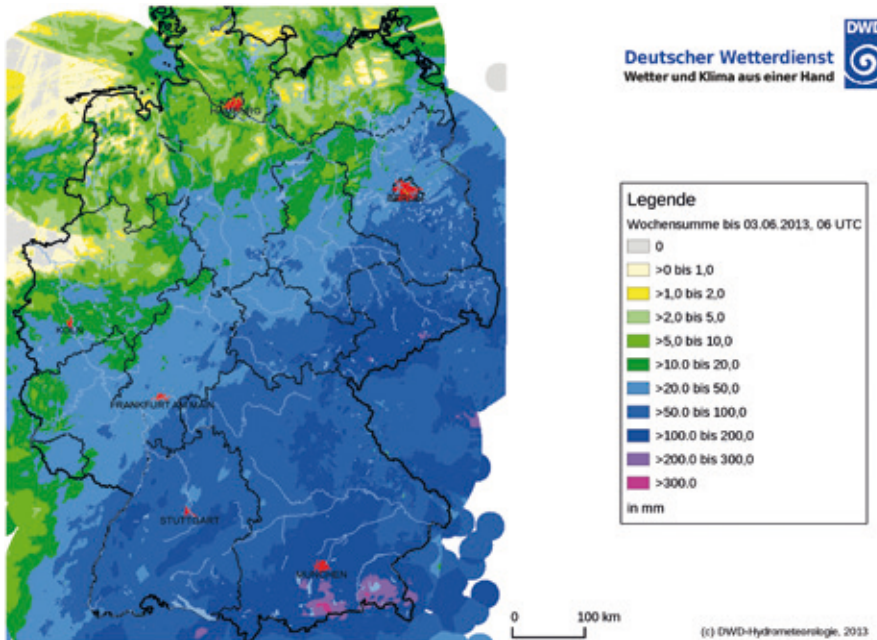 DWD
Deutscher Wetterdienst
Wetter und Klima aus einer Hand
HAMBURG
BERLIN
KÖLN
FRANKFURT AM MAIN
STUTTGART
MÜNCHEN
Legende
Wochensumme bis 03.06.2013, 06 UTC
0
>0 bis 1,0
>1,0 bis 2,0
>2,0 bis 5,0
>5,0 bis 10,0
>10.0 bis 20,0
>20.0 bis 50,0
>50.0 bis 100,0
>100.0 bis 200,0
>200.0 bis 300,0
>300.0
in mm
0 100 km
(c) DWD-Hydrometeorologie, 2013